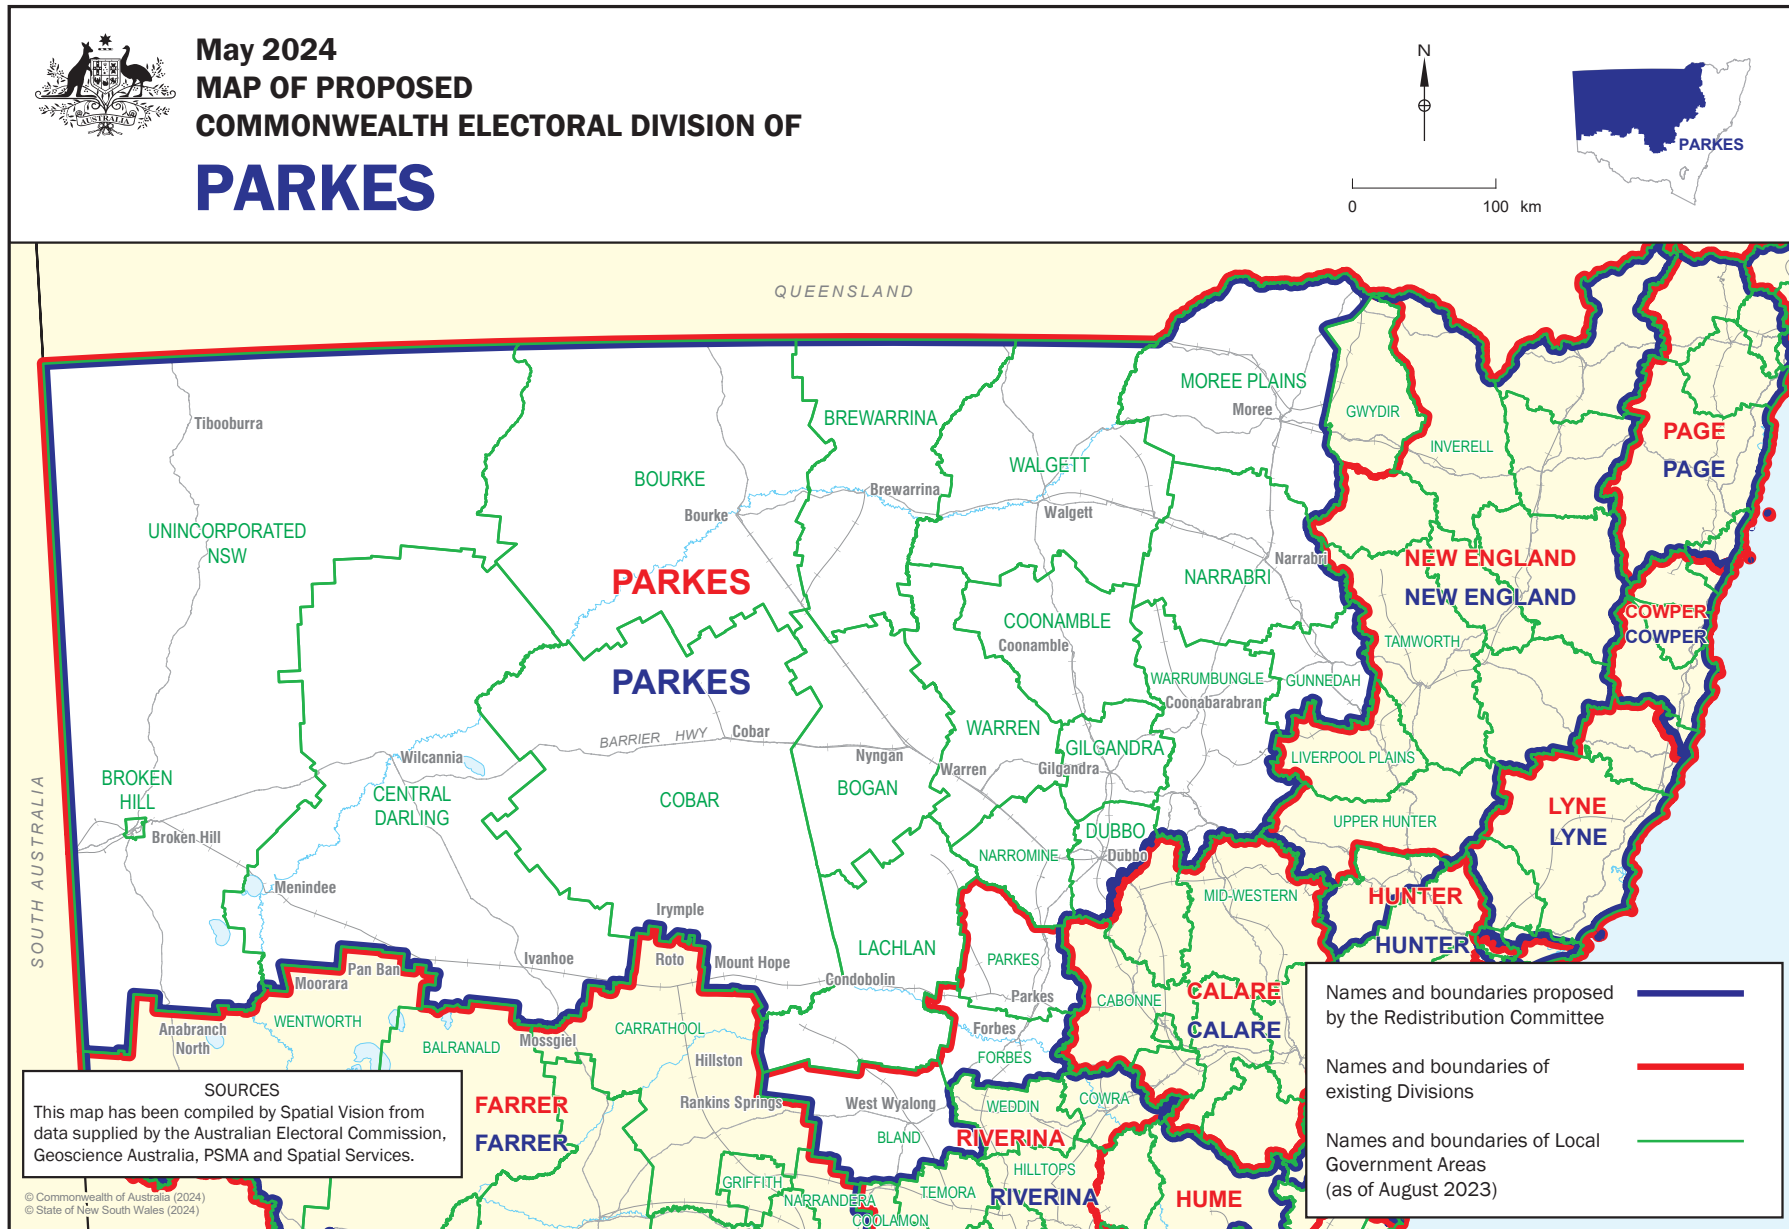 May 2024
MAP OF PROPOSED
COMMONWEALTH ELECTORAL DIVISION OF
PARKES
AUSTRALIA
N
0 100 km
PARKES
QUEENSLAND
SOUTH AUSTRALIA
MOREE PLAINS
Moree
GWYDIR
BREWARRINA
Tibooburra
INVERELL
PAGE
PAGE
WALGETT
BOURKE
Brewarrina
Bourke
Walgett
UNINCORPORATED
NSW
Narrabri
NEW ENGLAND
NEW ENGLAND
PARKES
NARRABRI
COWPER
COWPER
COONAMBLE
Coonamble
TAMWORTH
PARKES
WARRUMBUNGLE
GUNNEDAH
Coonabarabran
WARREN
BARRIER HWY
Cobar
GILGANDRA
Nyngan
Wilcannia
Warren
Gilgandra
LIVERPOOL PLAINS
BROKEN
HILL
BOGAN
CENTRAL
DARLING
COBAR
LYNE
LYNE
UPPER HUNTER
DUBBO
Broken Hill
NARROMINE
Dubbo
Menindee
MID-WESTERN
HUNTER
HUNTER
Irymple
LACHLAN
Ivanhoe
Roto
Mount Hope
PARKES
Pan Ban
Moorara
Condobolin
Parkes
CABONNE
CALARE
CALARE
Anabranch
North
WENTWORTH
CARRATHOOL
Forbes
Mossgiel
BALRANALD
FORBES
Hillston
Rankins Springs
West Wyalong
WEDDIN
COWRA
FARRER
FARRER
BLAND
RIVERINA
HILLTOPS
GRIFFITH
NARRANDERA
TEMORA
RIVERINA
HUME
COOLAMON
Names and boundaries proposed
by the Redistribution Committee
Names and boundaries of
existing Divisions
Names and boundaries of Local
Government Areas
(as of August 2023)
SOURCES
This map has been compiled by Spatial Vision from
data supplied by the Australian Electoral Commission,
Geoscience Australia, PSMA and Spatial Services.
© Commonwealth of Australia (2024)
© State of New South Wales (2024)